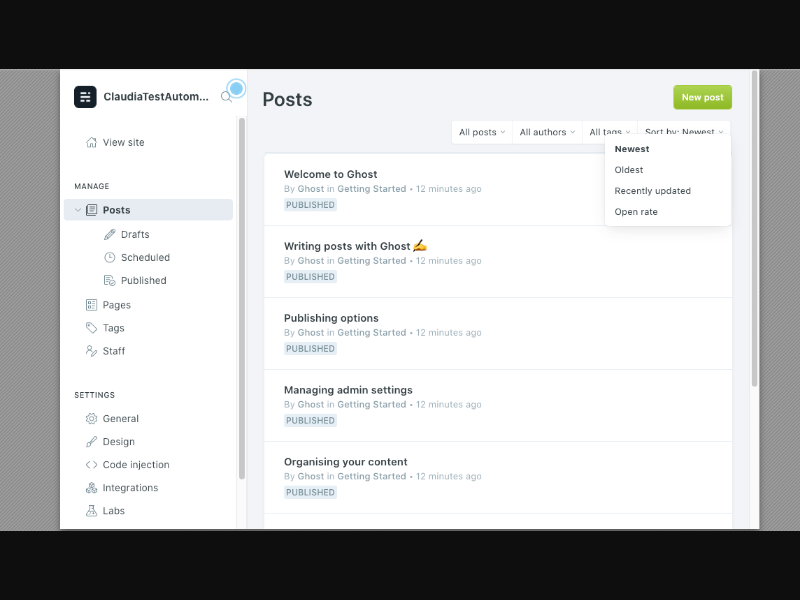 ClaudiaTestAutom...
View site
MANAGE
Posts
Drafts
Scheduled
Published
Pages
Tags
Staff
SETTINGS
General
Design
Code injection
Integrations
Labs
Posts
New post
All posts
All authors
All tags
Sort by: Newest
Newest
Oldest
Recently updated
Open rate
Welcome to Ghost
By Ghost in Getting Started • 12 minutes ago
PUBLISHED
Writing posts with Ghost ✍️
By Ghost in Getting Started • 12 minutes ago
PUBLISHED
Publishing options
By Ghost in Getting Started • 12 minutes ago
PUBLISHED
Managing admin settings
By Ghost in Getting Started • 12 minutes ago
PUBLISHED
Organising your content
By Ghost in Getting Started • 12 minutes ago
PUBLISHED